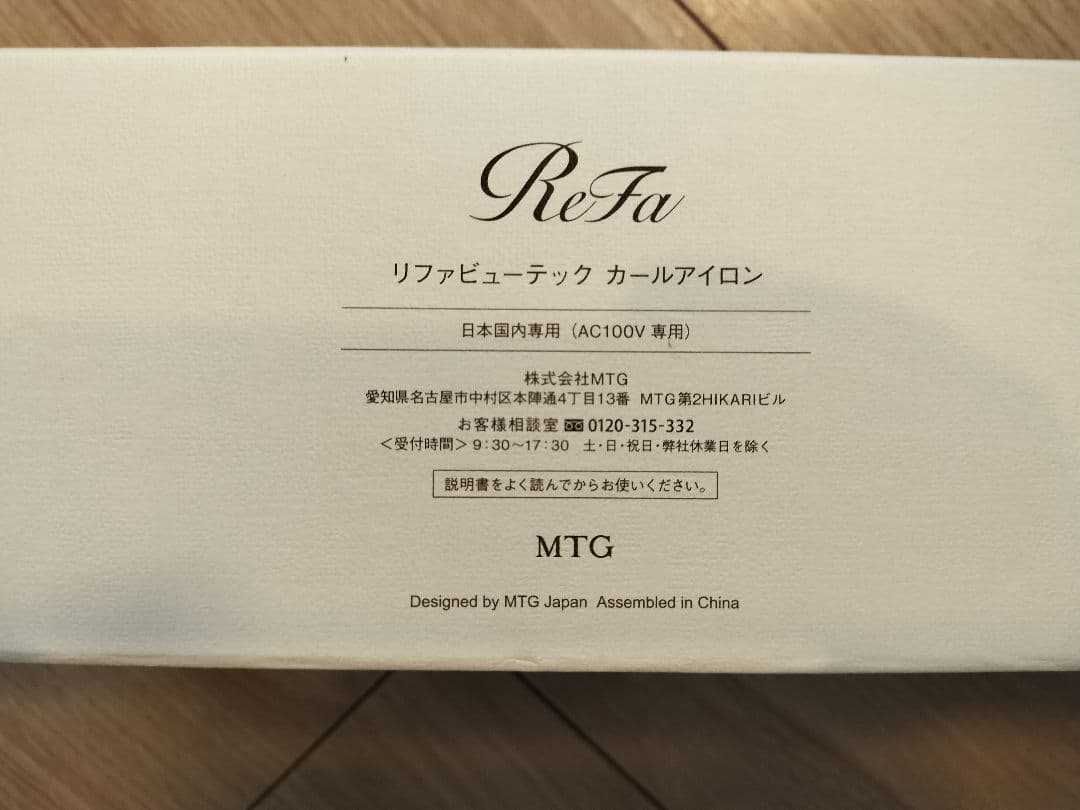 ReFa
リファビューテック カールアイロン
日本国内専用（AC100V 専用）
株式会社MTG
愛知県名古屋市中村区本陣通4丁目13番 MTG第2HIKARIビル
お客様相談室 0120-315-332
＜受付時間＞ 9：30～17：30 土・日・祝日・弊社休業日を除く
説明書をよく読んでからお使いください。
MTG
Designed by MTG Japan Assembled in China